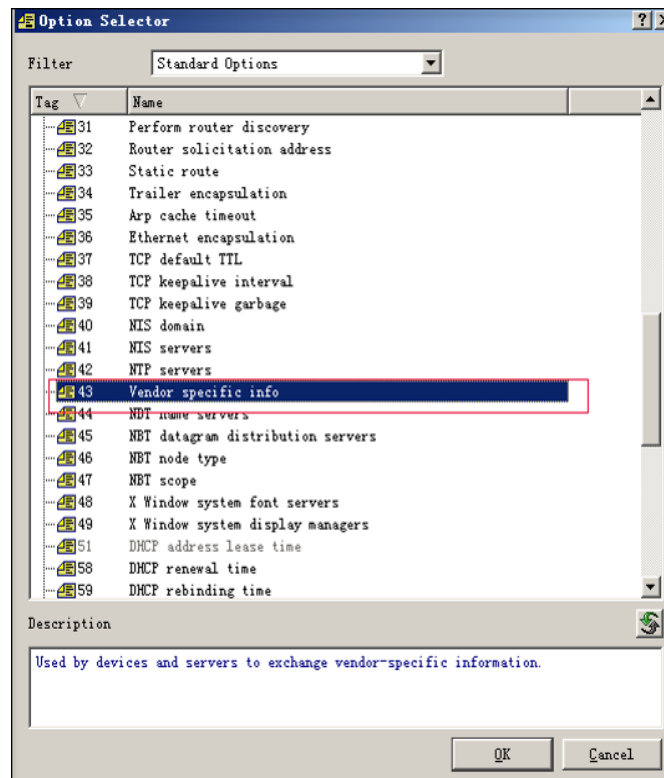 Option Selector
Filter Standard Options
Tag Name
31 Perform router discovery
32 Router solicitation address
33 Static route
34 Trailer encapsulation
35 Arp cache timeout
36 Ethernet encapsulation
37 TCP default TTL
38 TCP keepalive interval
39 TCP keepalive garbage
40 NIS domain
41 NIS servers
42 NTP servers
43 Vendor specific info
44 NBT name servers
45 NBT datagram distribution servers
46 NBT node type
47 NBT scope
48 X Window system font servers
49 X Window system display managers
51 DHCP address lease time
58 DHCP renewal time
59 DHCP rebinding time
Description
Used by devices and servers to exchange vendor-specific information.
OK Cancel